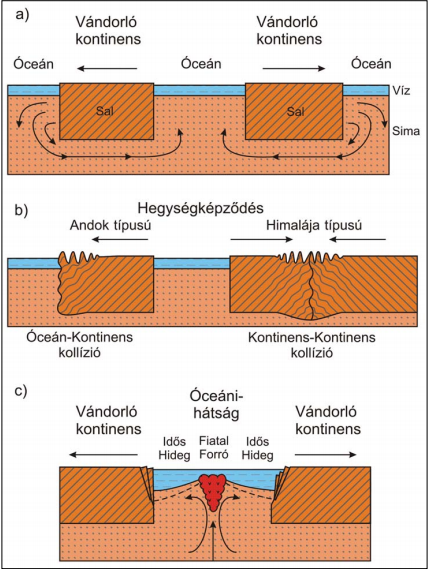 a)
Vándorló
kontinens
Vándorló
kontinens
Óceán
Óceán
Óceán
Víz
Sal
Sal
Sima
b)
Hegységképződés
Andok típusú
Himalája típusú
Óceán-Kontinens
kollízió
Kontinens-Kontinens
kollízió
c)
Óceáni-
hátság
Vándorló
kontinens
Vándorló
kontinens
Idős
Hideg
Fiatal
Forró
Idős
Hideg